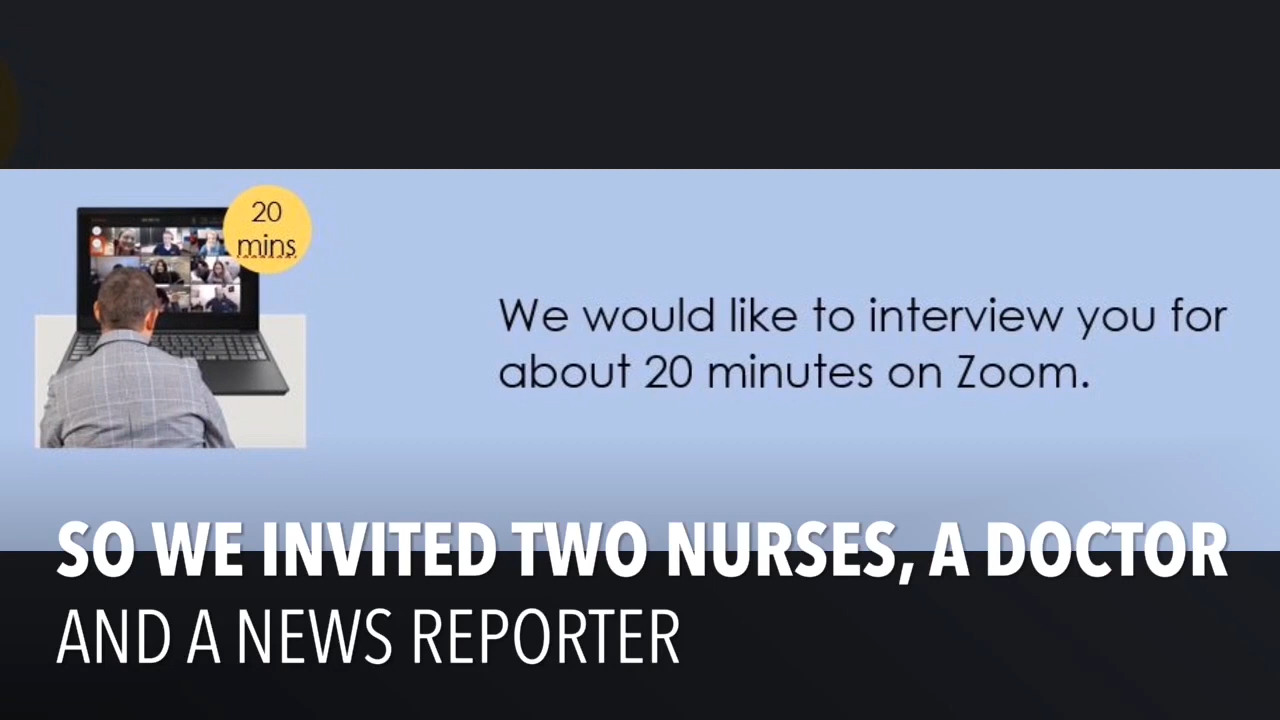 20
mins
We would like to interview you for
about 20 minutes on Zoom.
SO WE INVITED TWO NURSES, A DOCTOR
AND A NEWS REPORTER